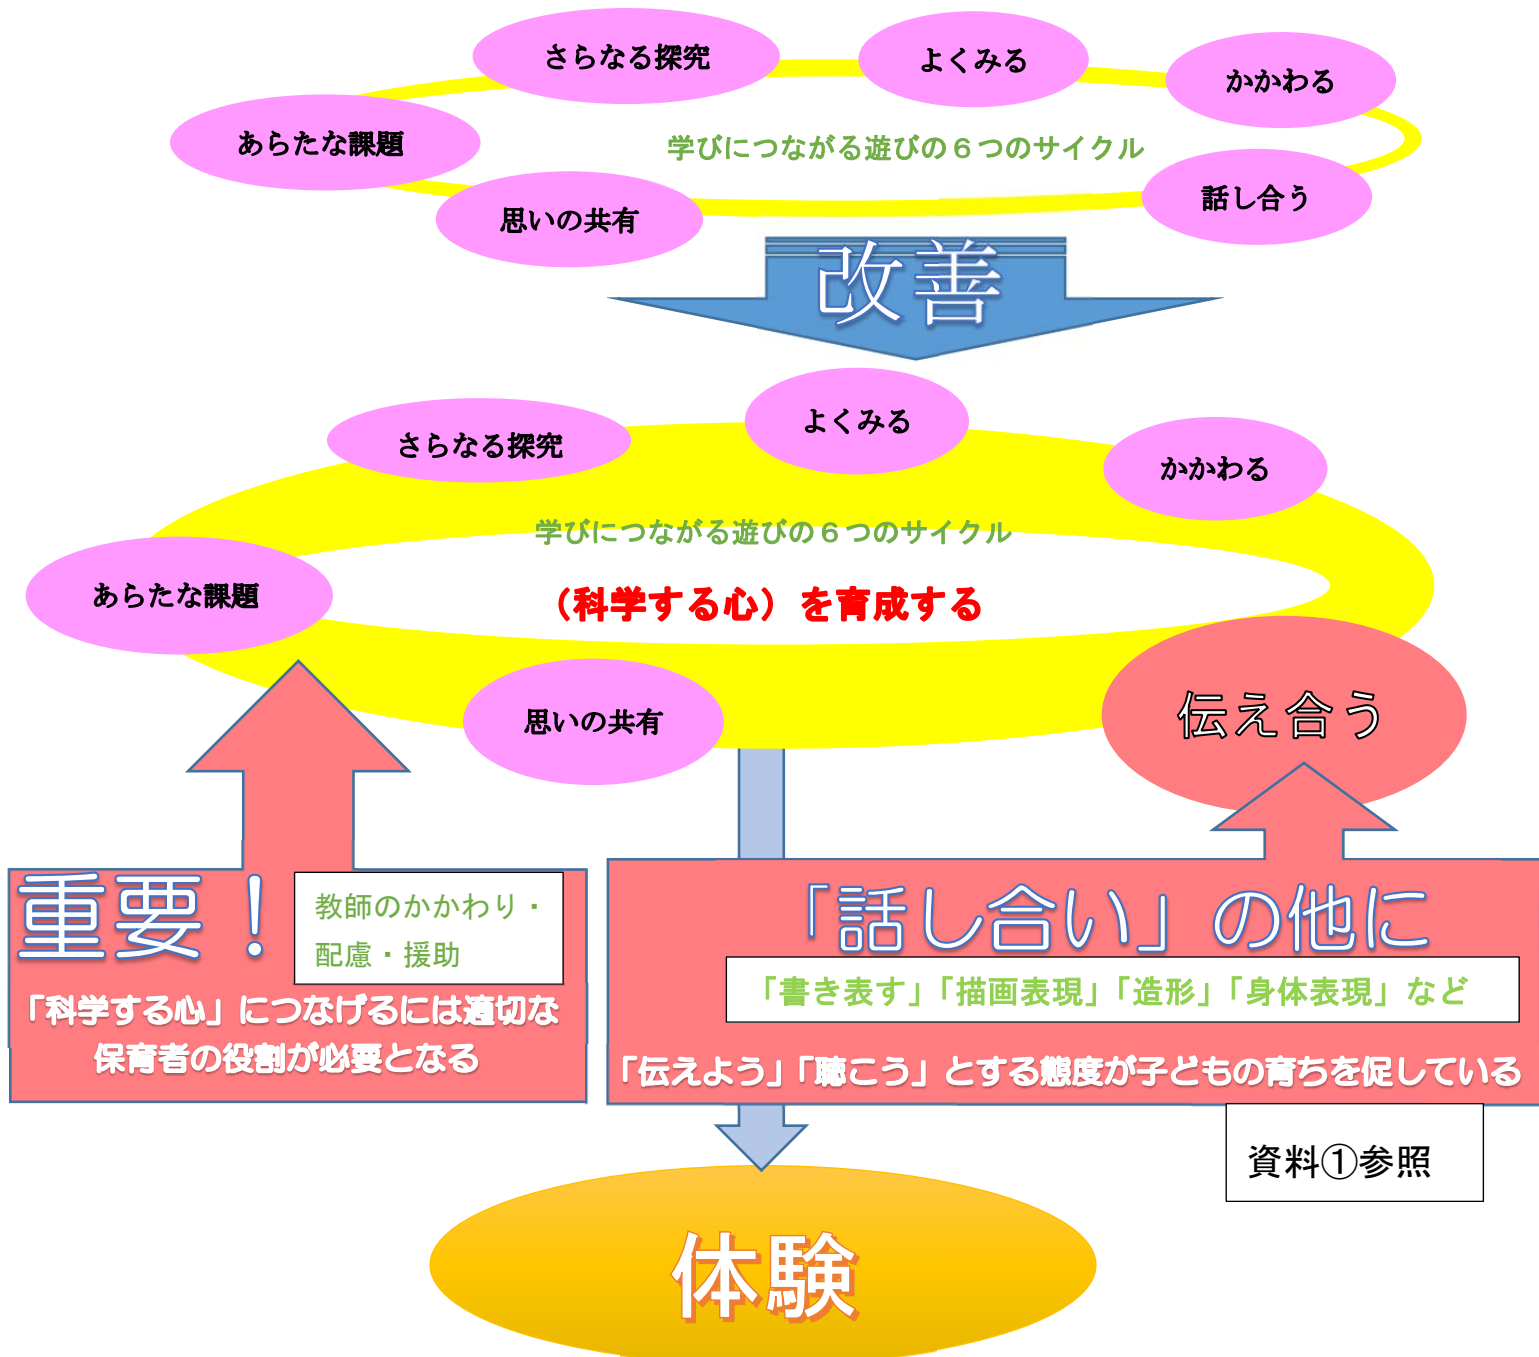 さらなる探究
よくみる
かかわる
あらたな課題
学びにつながる遊びの６つのサイクル
思いの共有
話し合う
改善
さらなる探究
よくみる
かかわる
学びにつながる遊びの６つのサイクル
あらたな課題
（科学する心）を育成する
思いの共有
伝え合う
重要！
教師のかかわり・
配慮・援助
「科学する心」につなげるには適切な
保育者の役割が必要となる
「話し合い」の他に
「書き表す」「描画表現」「造形」「身体表現」など
「伝えよう」「聴こう」とする態度が子どもの育ちを促している
資料①参照
体験